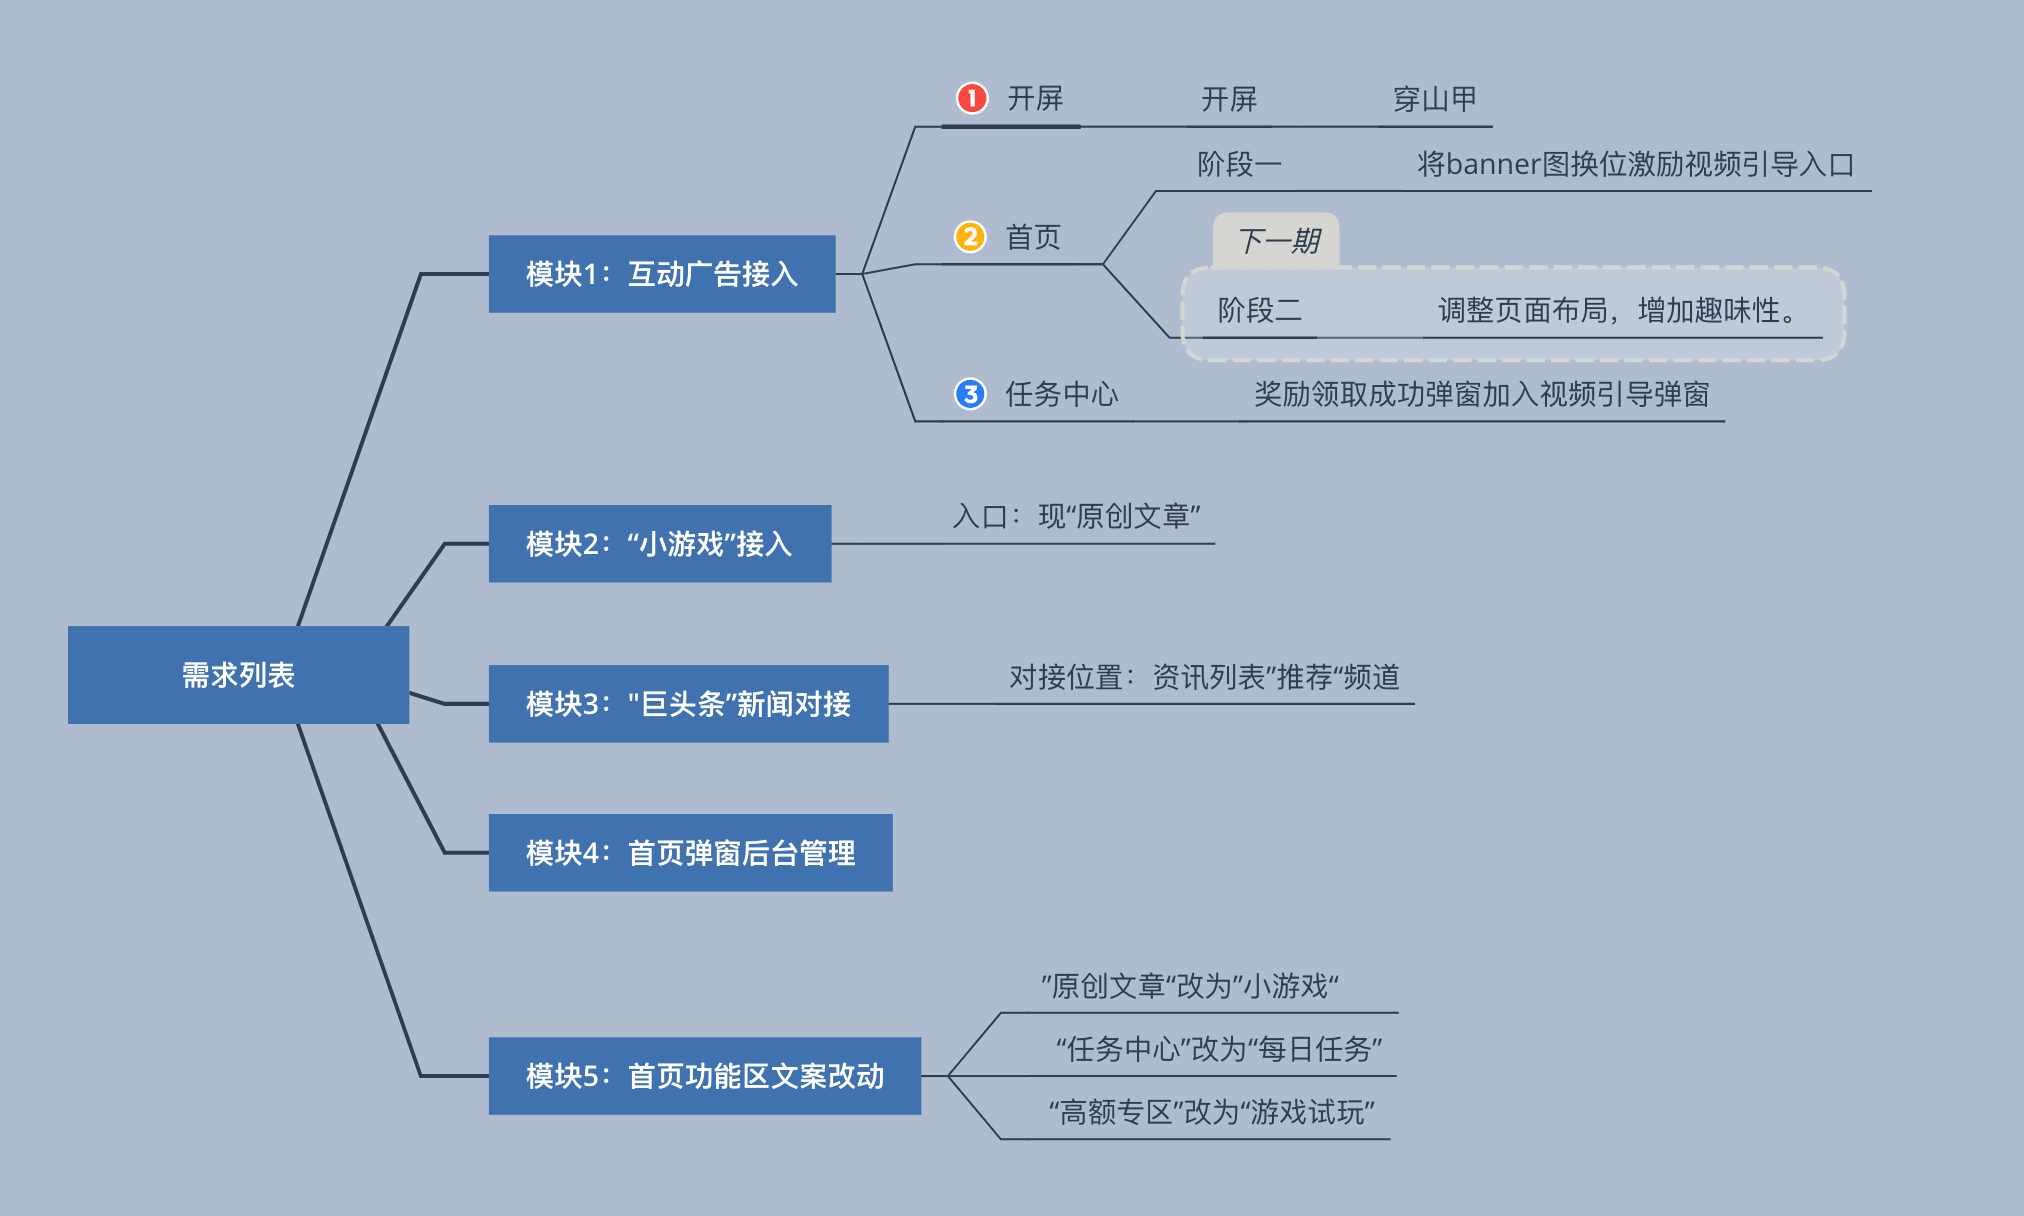 需求列表
模块1：互动广告接入
1 开屏
开屏
穿山甲
2 首页
阶段一
将banner图换位激励视频引导入口
下一期
阶段二
调整页面布局，增加趣味性。
3 任务中心
奖励领取成功弹窗加入视频引导弹窗
模块2：“小游戏”接入
入口：现“原创文章”
模块3："巨头条”新闻对接
对接位置：资讯列表”推荐“频道
模块4：首页弹窗后台管理
模块5：首页功能区文案改动
”原创文章“改为”小游戏“
“任务中心”改为“每日任务”
“高额专区”改为“游戏试玩”